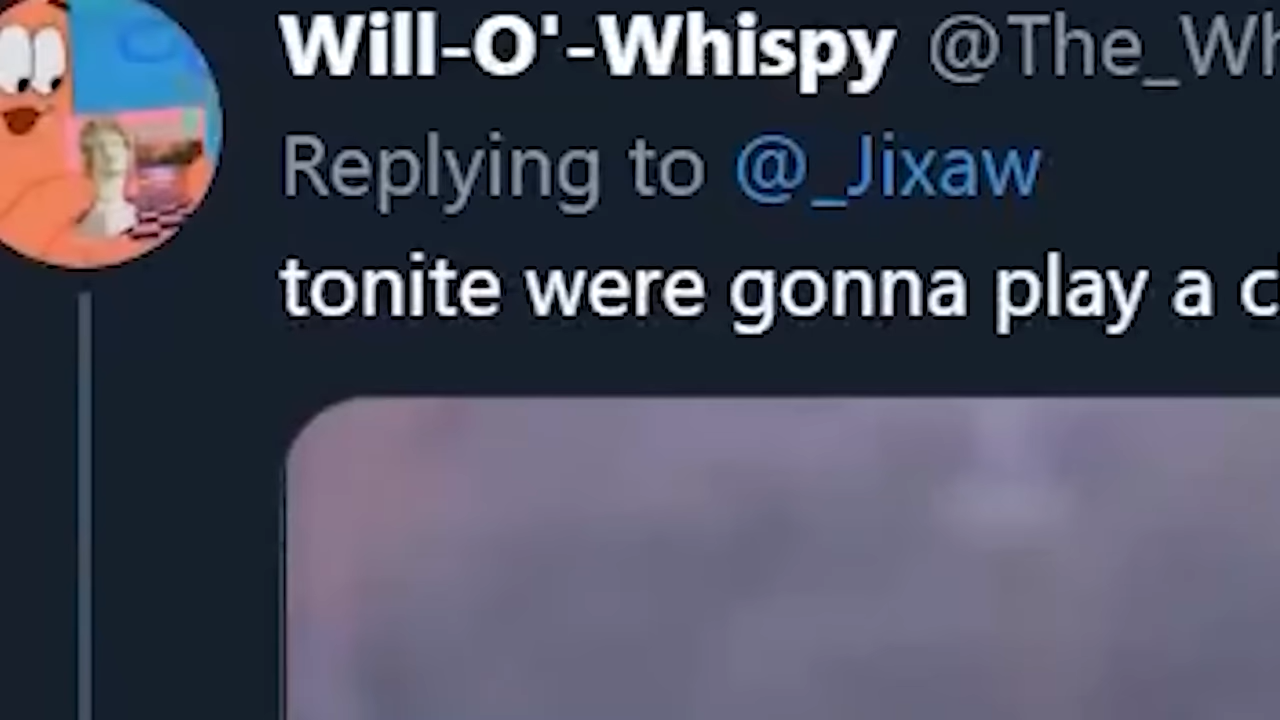 Will-O'-Whispy @The_Wh
Replying to @_Jixaw
tonite were gonna play a c